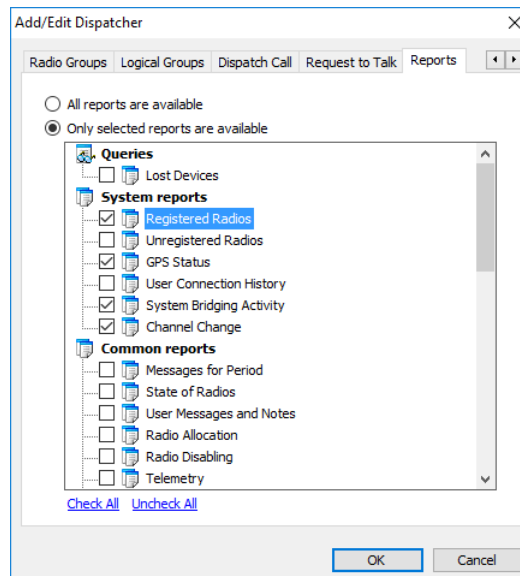 Add/Edit Dispatcher
Radio Groups Logical Groups Dispatch Call Request to Talk Reports
All reports are available
Only selected reports are available
Queries
Lost Devices
System reports
Registered Radios
Unregistered Radios
GPS Status
User Connection History
System Bridging Activity
Channel Change
Common reports
Messages for Period
State of Radios
User Messages and Notes
Radio Allocation
Radio Disabling
Telemetry
Check All Uncheck All
OK Cancel